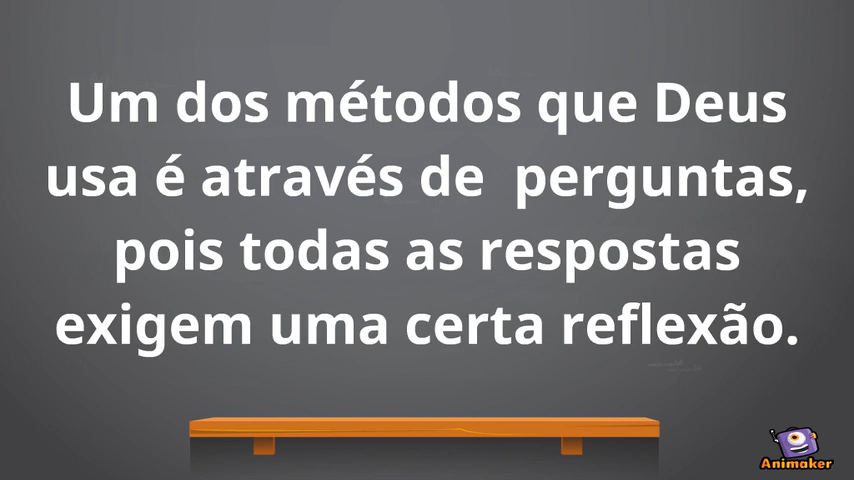 Um dos métodos que Deus
usa é através de  perguntas,
pois todas as respostas
exigem uma certa reflexão.
Animaker